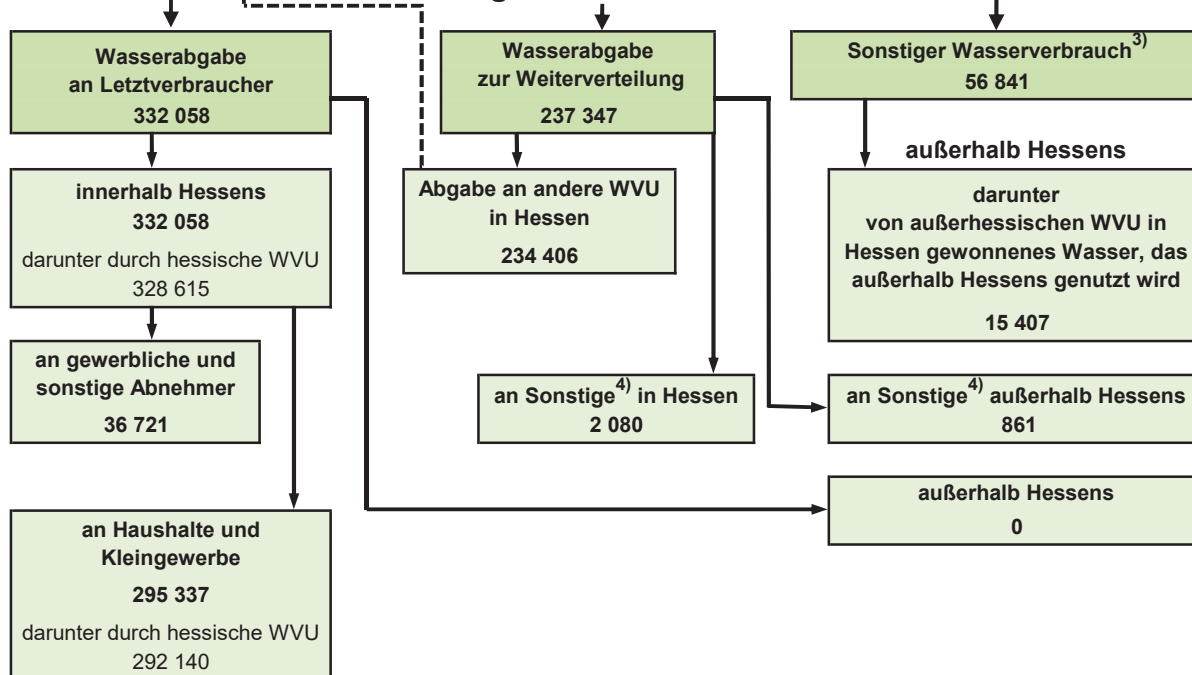 Wasserabgabe
an Letztverbraucher
332 058
Wasserabgabe
zur Weiterverteilung
237 347
Sonstiger Wasserverbrauch3)
56 841
innerhalb Hessens
332 058
darunter durch hessische WVU
328 615
Abgabe an andere WVU
in Hessen
234 406
außerhalb Hessens
darunter
von außerhessischen WVU in
Hessen gewonnenes Wasser, das
außerhalb Hessens genutzt wird
15 407
an gewerbliche und
sonstige Abnehmer
36 721
an Sonstige4) in Hessen
2 080
an Sonstige4) außerhalb Hessens
861
außerhalb Hessens
0
an Haushalte und
Kleingewerbe
295 337
darunter durch hessische WVU
292 140